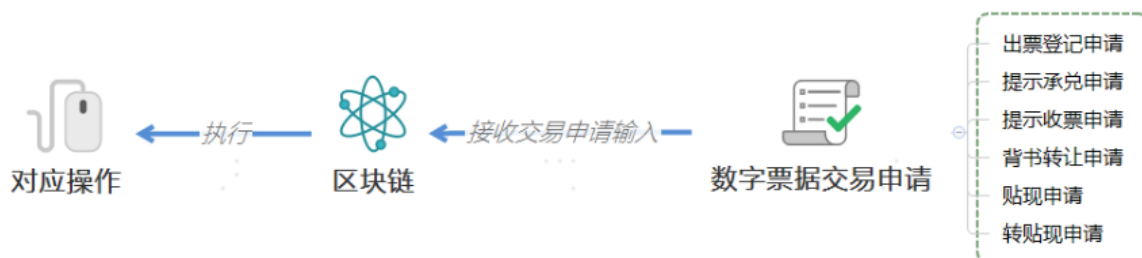 执行
接收交易申请输入
对应操作
区块链
数字票据交易申请
出票登记申请
提示承兑申请
提示收票申请
背书转让申请
贴现申请
转贴现申请